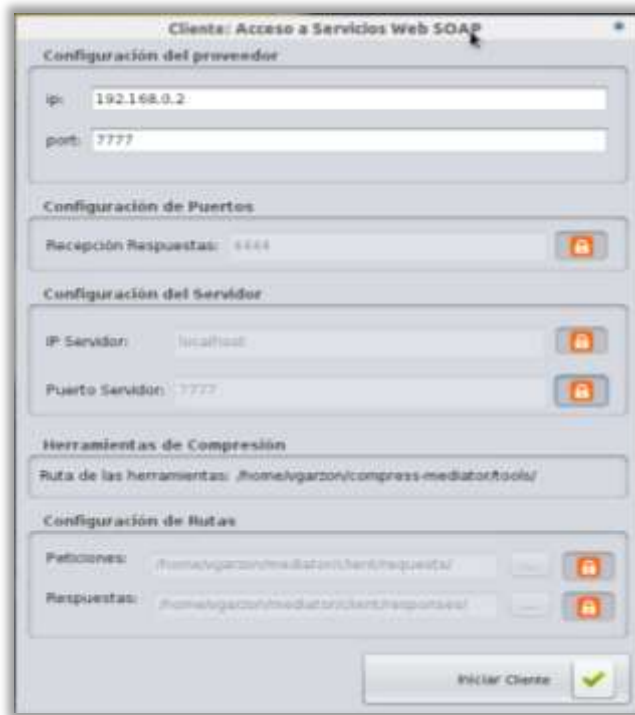 Cliente: Acceso a Servicios Web SOAP
Configuración del proveedor
ip: 192.168.0.2
port: 7777
Configuración de Puertos
Recepción Respuestas: 4444
Configuración del Servidor
IP Servidor: localhost
Puerto Servidor: 7777
Herramientas de Compresión
Ruta de las herramientas: /home/vgarzon/compress-mediator/tools/
Configuración de Rutas
Peticiones: /home/vgarzon/mediator/client/requests/ ...
Respuestas: /home/vgarzon/mediator/client/responses/ ...
Iniciar Cliente